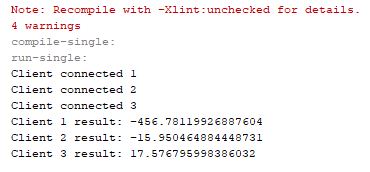 Note: Recompile with -Xlint:unchecked for details.
4 warnings
compile-single:
run-single:
Client connected 1
Client connected 2
Client connected 3
Client 1 result: -456.78119926887604
Client 2 result: -15.950464884448731
Client 3 result: 17.576795998386032